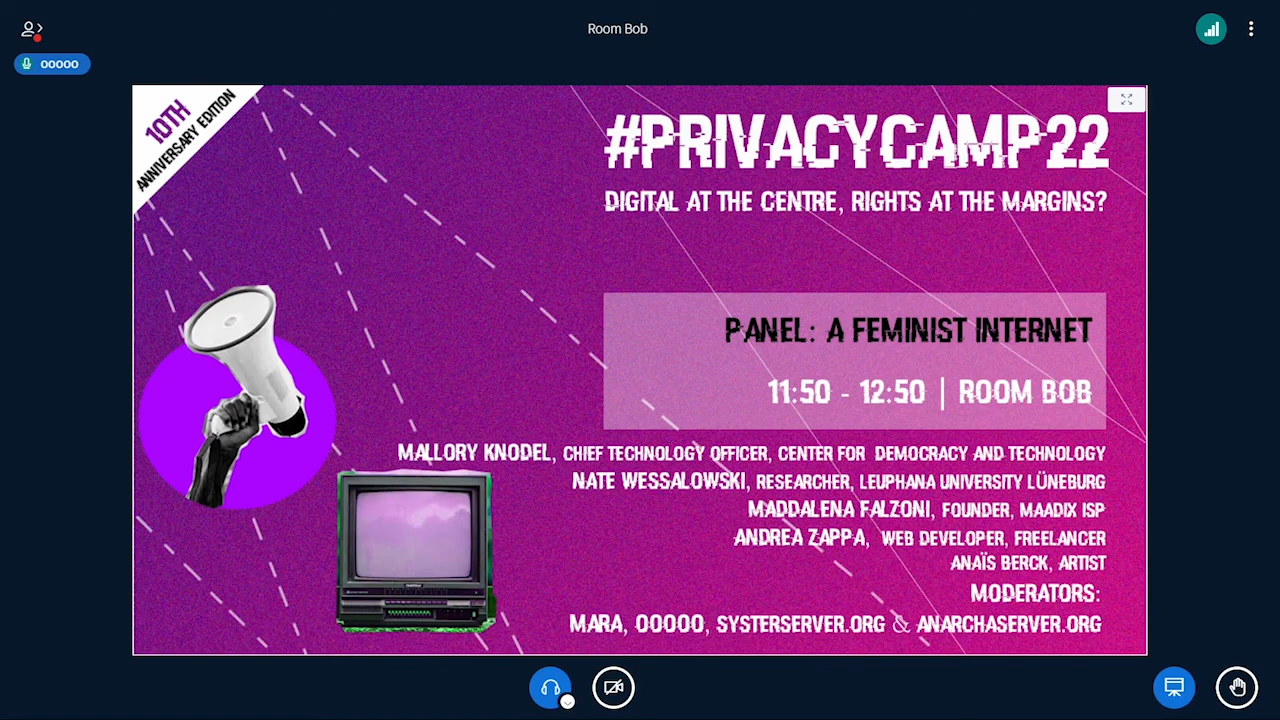 Room Bob
ooooo
10TH
ANNIVERSARY EDITION
#PRIVACYCAMP22
DIGITAL AT THE CENTRE, RIGHTS AT THE MARGINS?
PANEL: A FEMINIST INTERNET
11:50 - 12:50 | ROOM BOB
MALLORY KNODEL, CHIEF TECHNOLOGY OFFICER, CENTER FOR DEMOCRACY AND TECHNOLOGY
NATE WESSALOWSKI, RESEARCHER, LEUPHANA UNIVERSITY LÜNEBURG
MADDALENA FALZONI, FOUNDER, MAADIX ISP
ANDREA ZAPPA, WEB DEVELOPER, FREELANCER
ANAÏS BERCK, ARTIST
MODERATORS:
MARA, OOOOO, SYSTERSERVER.ORG & ANARCHASERVER.ORG